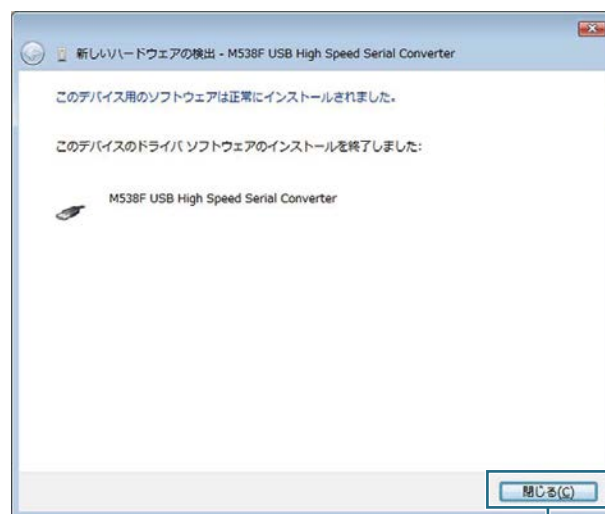 新しいハードウェアの検出 - M538F USB High Speed Serial Converter
このデバイス用のソフトウェアは正常にインストールされました。
このデバイスのドライバ ソフトウェアのインストールを終了しました:
M538F USB High Speed Serial Converter
閉じる(C)